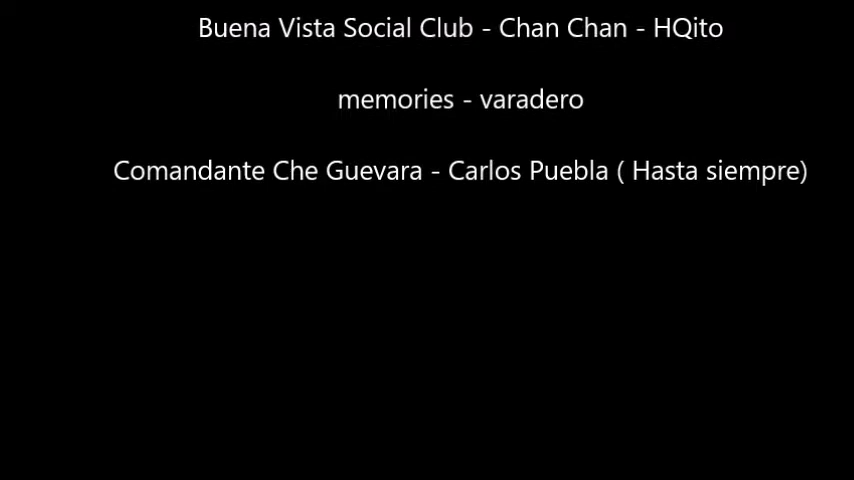 Buena Vista Social Club - Chan Chan - HQito
memories - varadero
Comandante Che Guevara - Carlos Puebla ( Hasta siempre)